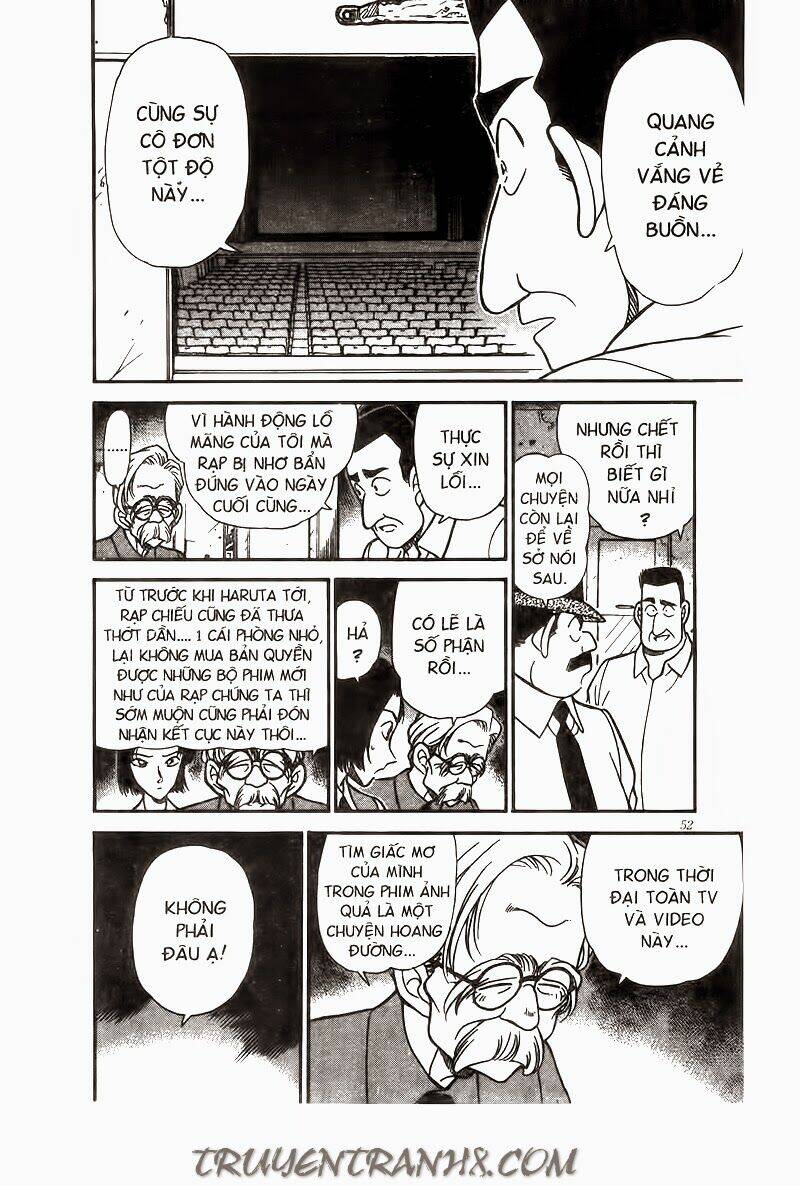 QUANG
CẢNH
VẮNG VẺ
ĐÁNG
BUỒN...
CÙNG SỰ
CÔ ĐƠN
TỘT ĐỘ
NÀY...
NHƯNG CHẾT
RỒI THÌ
BIẾT GÌ
NỮA NHỈ
?
MỌI
CHUYỆN
CÒN LẠI
ĐỂ VỀ
SỞ NÓI
SAU.
THỰC
SỰ XIN
LỖI...
VÌ HÀNH ĐỘNG LỖ
MÃNG CỦA TÔI MÀ
RẠP BỊ NHƠ BẨN
ĐÚNG VÀO NGÀY
CUỐI CÙNG...
......
CÓ LẼ LÀ
SỐ PHẬN
RỒI...
HẢ
?
TỪ TRƯỚC KHI HARUTA TỚI,
RẠP CHIẾU CŨNG ĐÃ THƯA
THỚT DẦN.... 1 CÁI PHÒNG NHỎ,
LẠI KHÔNG MUA BẢN QUYỀN
ĐƯỢC NHỮNG BỘ PHIM MỚI
NHƯ CỦA RẠP CHÚNG TA THÌ
SỚM MUỘN CŨNG PHẢI ĐÓN
NHẬN KẾT CỤC NÀY THÔI...
52
TRONG THỜI
ĐẠI TOÀN TV
VÀ VIDEO
NÀY...
TÌM GIẤC MƠ
CỦA MÌNH
TRONG PHIM ẢNH
QUẢ LÀ MỘT
CHUYỆN HOANG
ĐƯỜNG...
KHÔNG
PHẢI
ĐÂU Ạ!
TRUYENTRANH8.COM